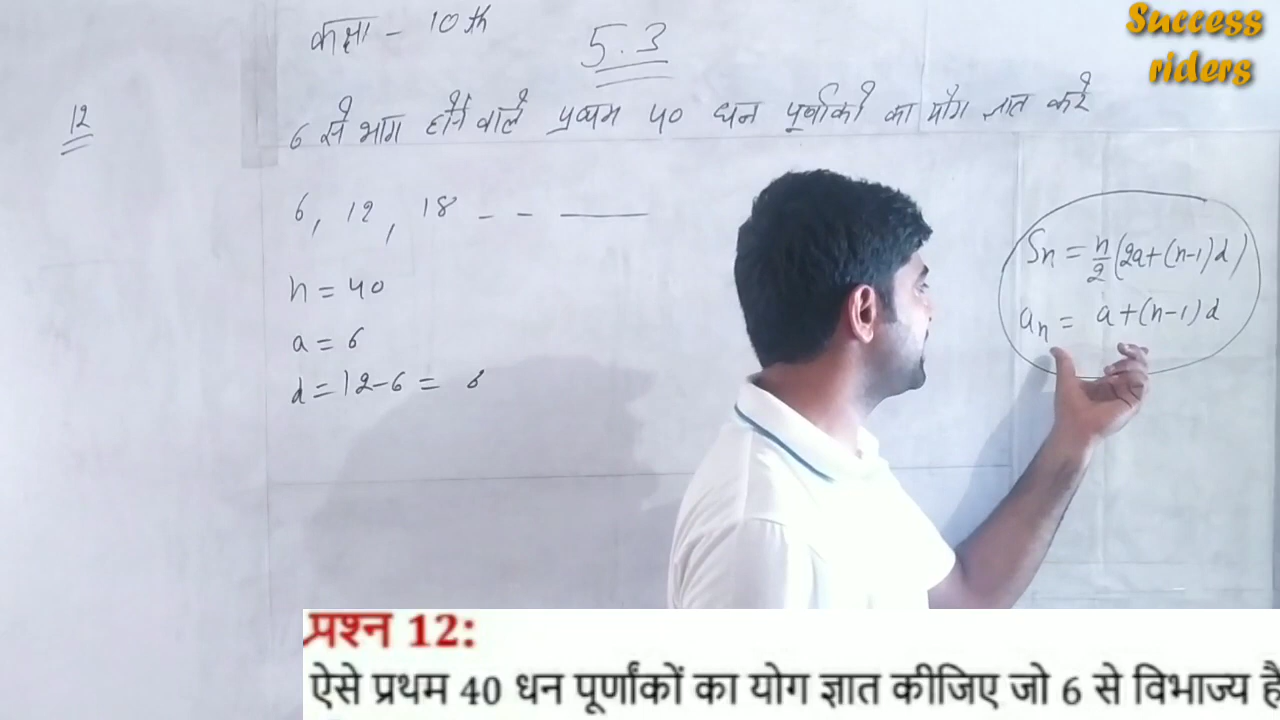 Success
riders
कक्षा - 10th
5.3
12
6 से भाग होने वाले प्रथम 40 धन पूर्णाकों का योग ज्ञात करे
6, 12, 18 - - —
n = 40
a = 6
d = 12-6 = 6
Sn = n/2 (2a+(n-1)d)
an = a+(n-1)d
प्रश्न 12:
ऐसे प्रथम 40 धन पूर्णांकों का योग ज्ञात कीजिए जो 6 से विभाज्य है